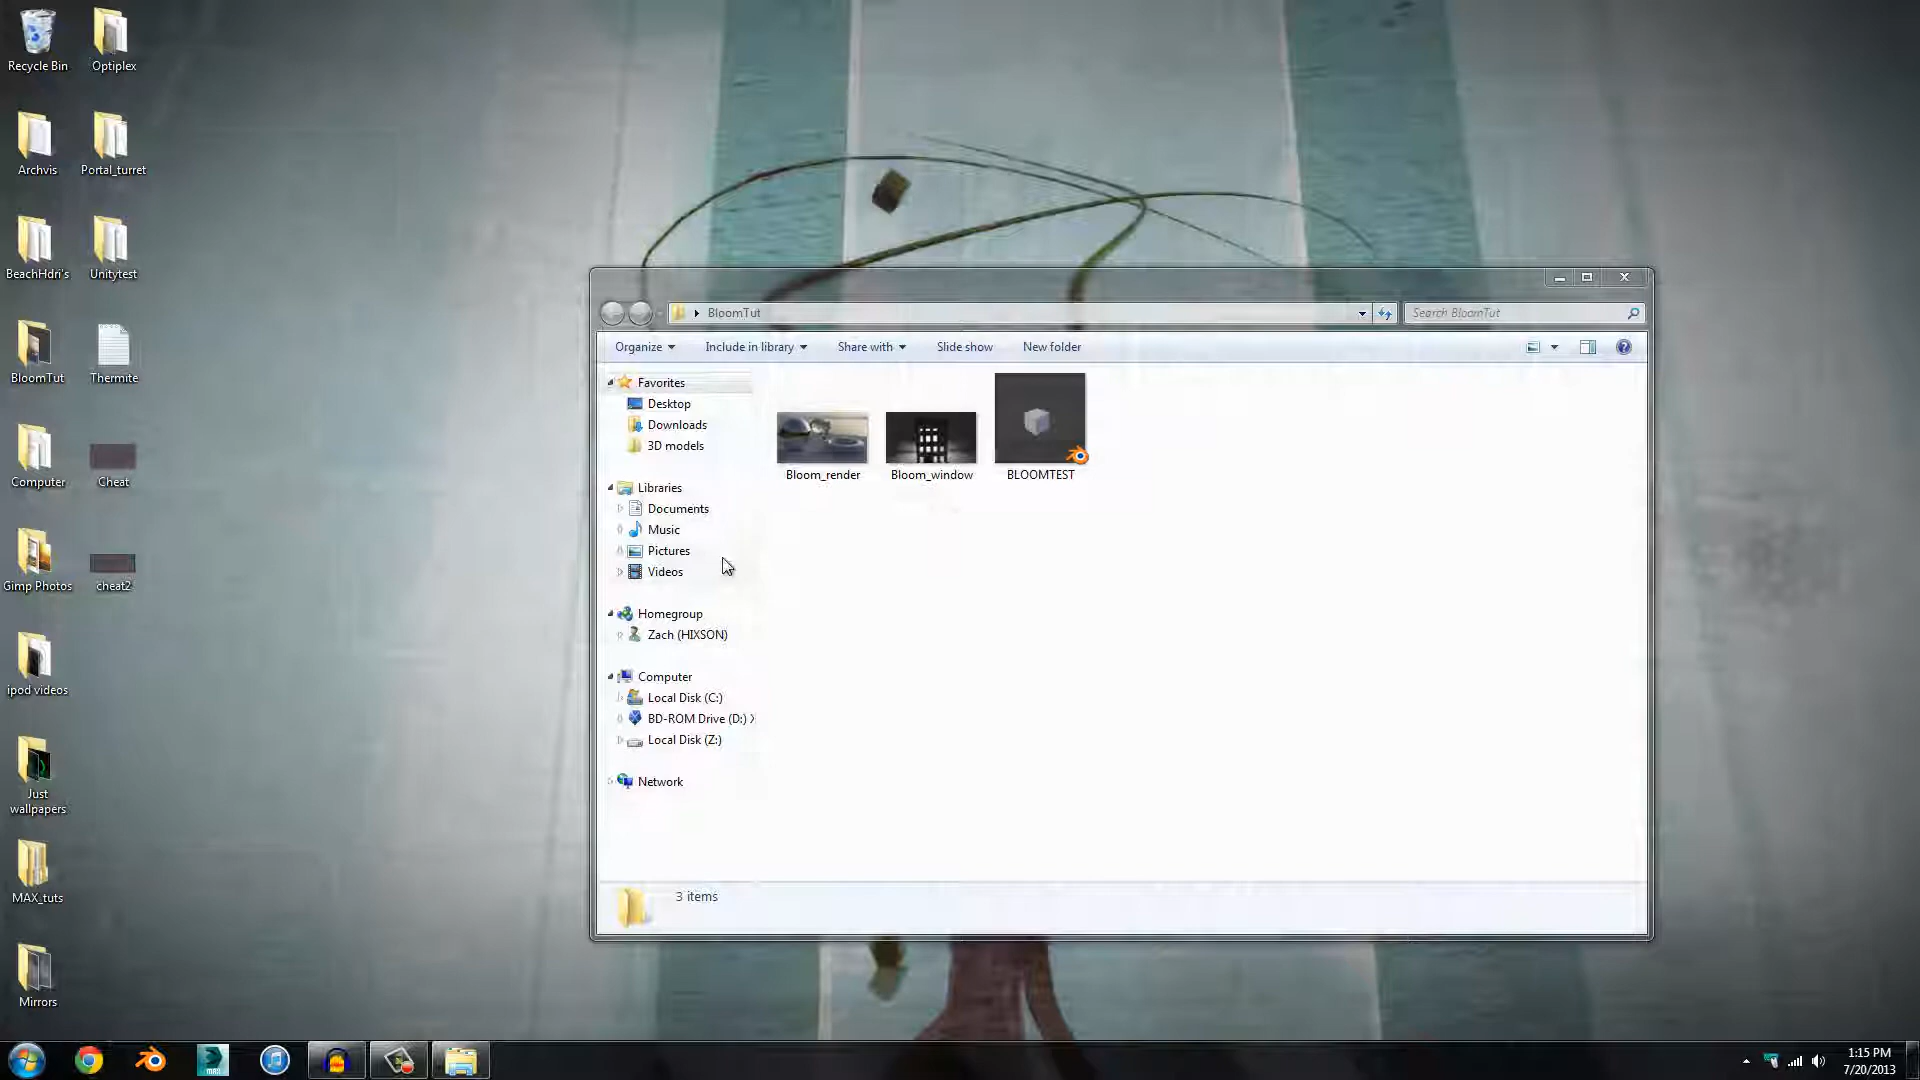 Recycle Bin
Optiplex
Archvis
Portal_turret
BeachHdri's
Unitytest
BloomTut
Thermite
Computer
Cheat
Gimp Photos
cheat2
ipod videos
Just
wallpapers
MAX_tuts
Mirrors
BloomTut
Search BloomTut
Organize
Include in library
Share with
Slide show
New folder
Favorites
Desktop
Downloads
3D models
Libraries
Documents
Music
Pictures
Videos
Homegroup
Zach (HIXSON)
Computer
Local Disk (C:)
BD-ROM Drive (D:)
Local Disk (Z:)
Network
Bloom_render
Bloom_window
BLOOMTEST
3 items
MAX
1:15 PM
7/20/2013